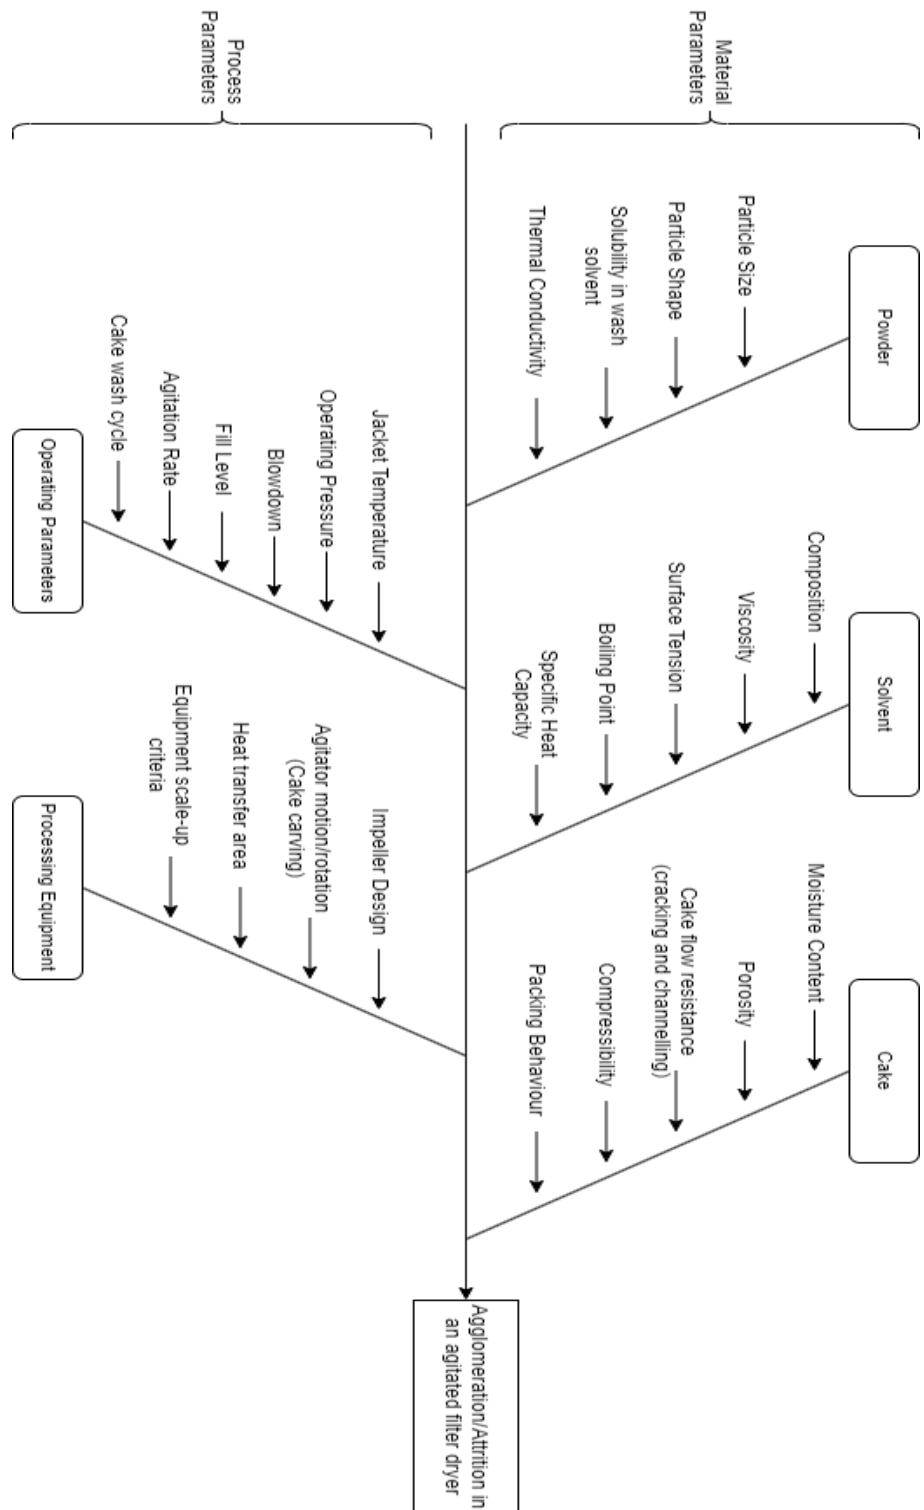 Material
Parameters
Powder
Particle Size
Particle Shape
Solubility in wash
solvent
Thermal Conductivity
Solvent
Composition
Viscosity
Surface Tension
Boiling Point
Specific Heat
Capacity
Cake
Moisture Content
Porosity
Cake flow resistance
(cracking and channelling)
Compressibility
Packing Behaviour
Agglomeration/Attrition in
an agitated filter dryer
Process
Parameters
Jacket Temperature
Operating Pressure
Blowdown
Fill Level
Agitation Rate
Cake wash cycle
Operating Parameters
Impeller Design
Agitator motion/rotation
(Cake carving)
Heat transfer area
Equipment scale-up
criteria
Processing Equipment